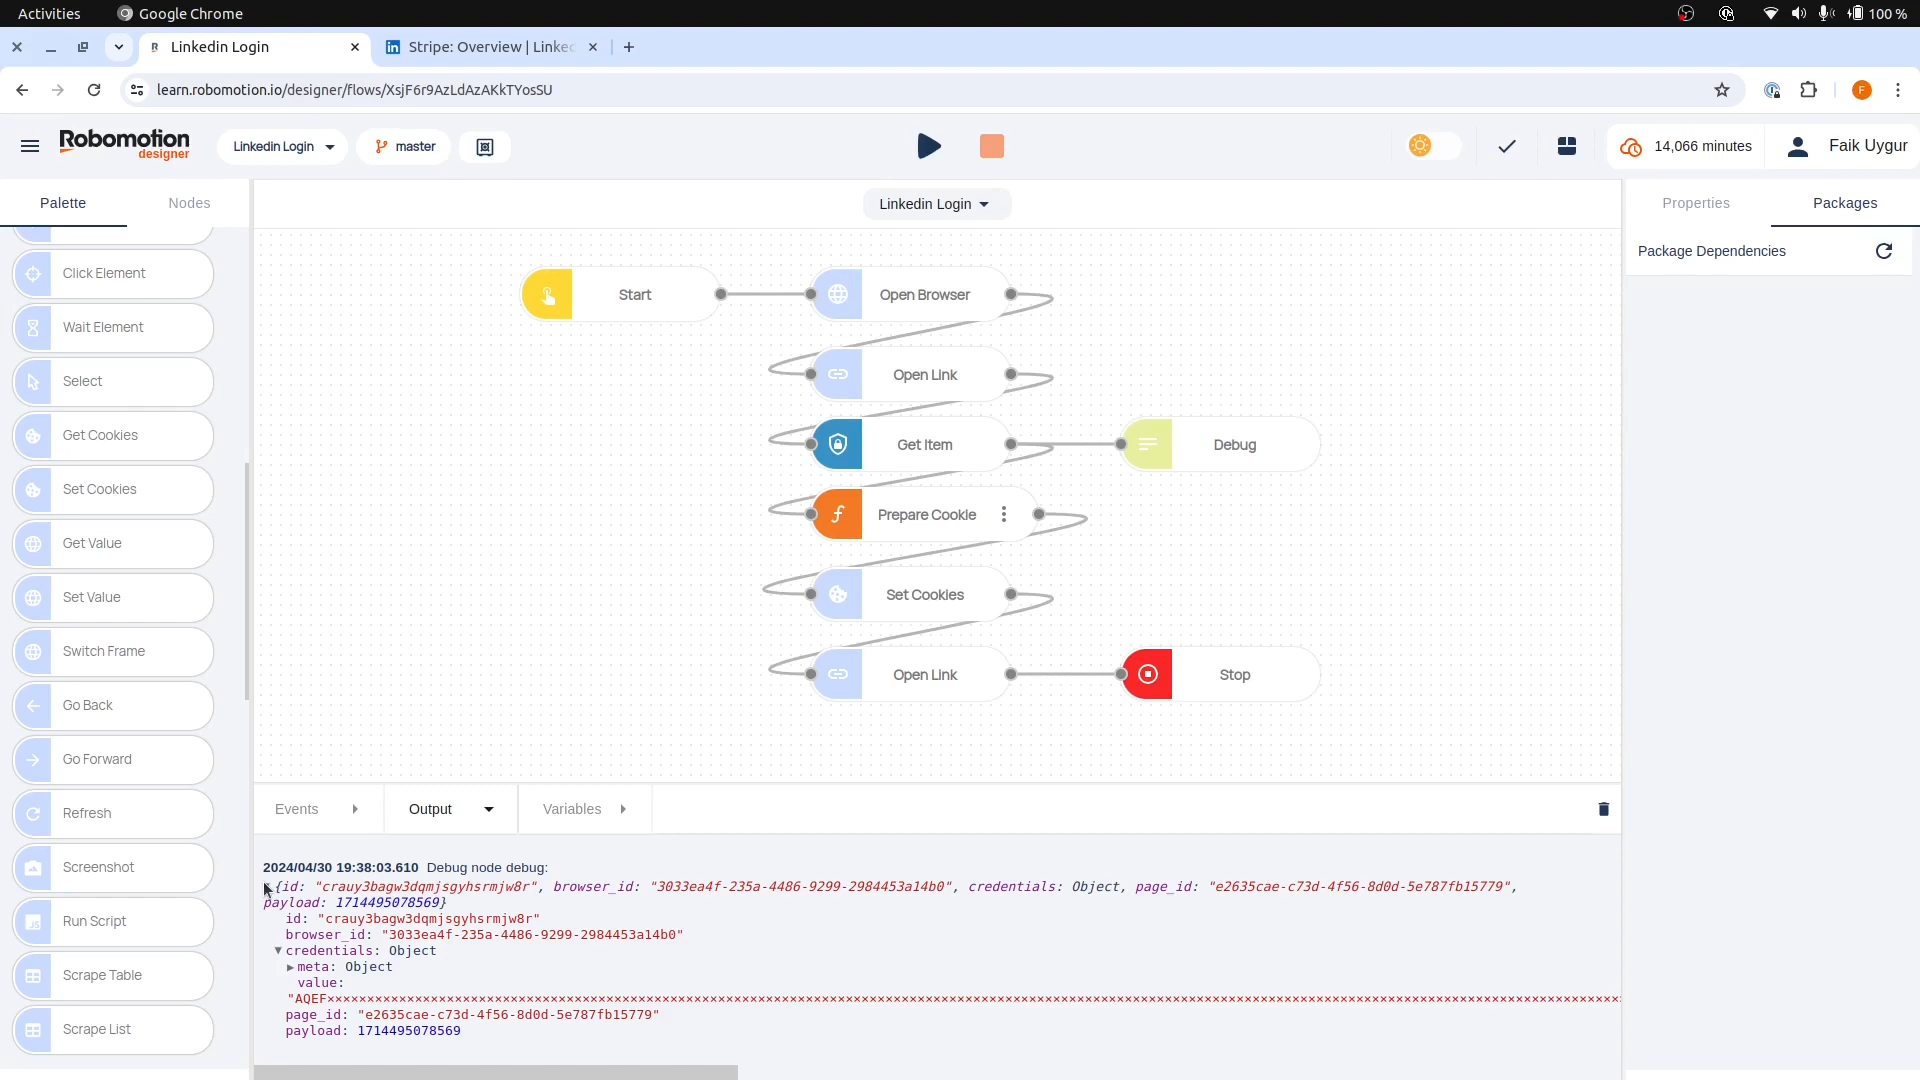 Activities
Google Chrome
100 %
Linkedin Login
Stripe: Overview | Linked
learn.robomotion.io/designer/flows/XsjF6r9AzLdAzAKkTYosSU
F
Robomotion
designer
Linkedin Login
master
14,066 minutes
Faik Uygur
Palette
Nodes
Linkedin Login
Properties
Packages
Package Dependencies
Click Element
Wait Element
Select
Get Cookies
Set Cookies
Get Value
Set Value
Switch Frame
Go Back
Go Forward
Refresh
Screenshot
Run Script
Scrape Table
Scrape List
Start
Open Browser
Open Link
Get Item
Debug
Prepare Cookie
Set Cookies
Open Link
Stop
Events
Output
Variables
2024/04/30 19:38:03.610 Debug node debug:
{id: "crauy3bagw3dqmjsgyhsrmjw8r", browser_id: "3033ea4f-235a-4486-9299-2984453a14b0", credentials: Object, page_id: "e2635cae-c73d-4f56-8d0d-5e787fb15779",
payload: 1714495078569}
id: "crauy3bagw3dqmjsgyhsrmjw8r"
browser_id: "3033ea4f-235a-4486-9299-2984453a14b0"
credentials: Object
meta: Object
value:
"AQEF
page_id: "e2635cae-c73d-4f56-8d0d-5e787fb15779"
payload: 1714495078569